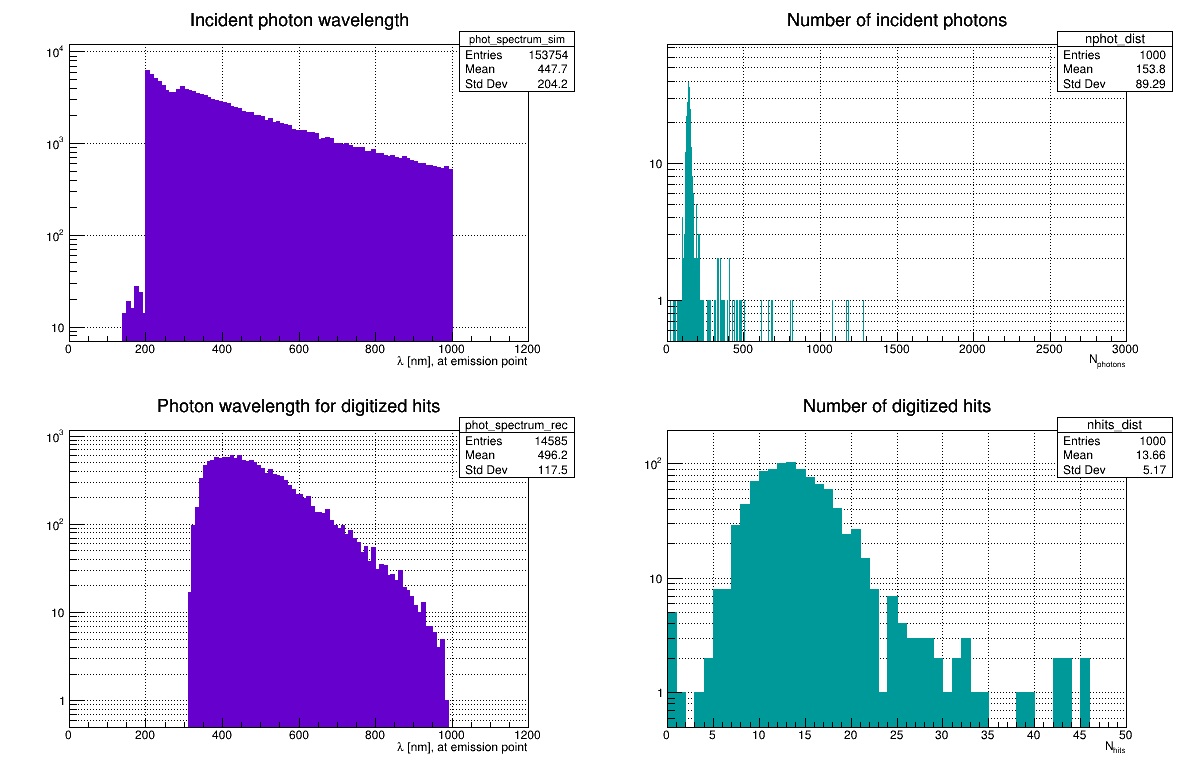 Incident photon wavelength
phot_spectrum_sim
Entries 153754
Mean 447.7
Std Dev 204.2
10^4
10^3
10^2
10
0 200 400 600 800 1000 1200
λ [nm], at emission point
Number of incident photons
nphot_dist
Entries 1000
Mean 153.8
Std Dev 89.29
10
1
0 500 1000 1500 2000 2500 3000
N_photons
Photon wavelength for digitized hits
phot_spectrum_rec
Entries 14585
Mean 496.2
Std Dev 117.5
10^3
10^2
10
1
0 200 400 600 800 1000 1200
λ [nm], at emission point
Number of digitized hits
nhits_dist
Entries 1000
Mean 13.66
Std Dev 5.17
10^2
10
1
0 5 10 15 20 25 30 35 40 45 50
N_hits